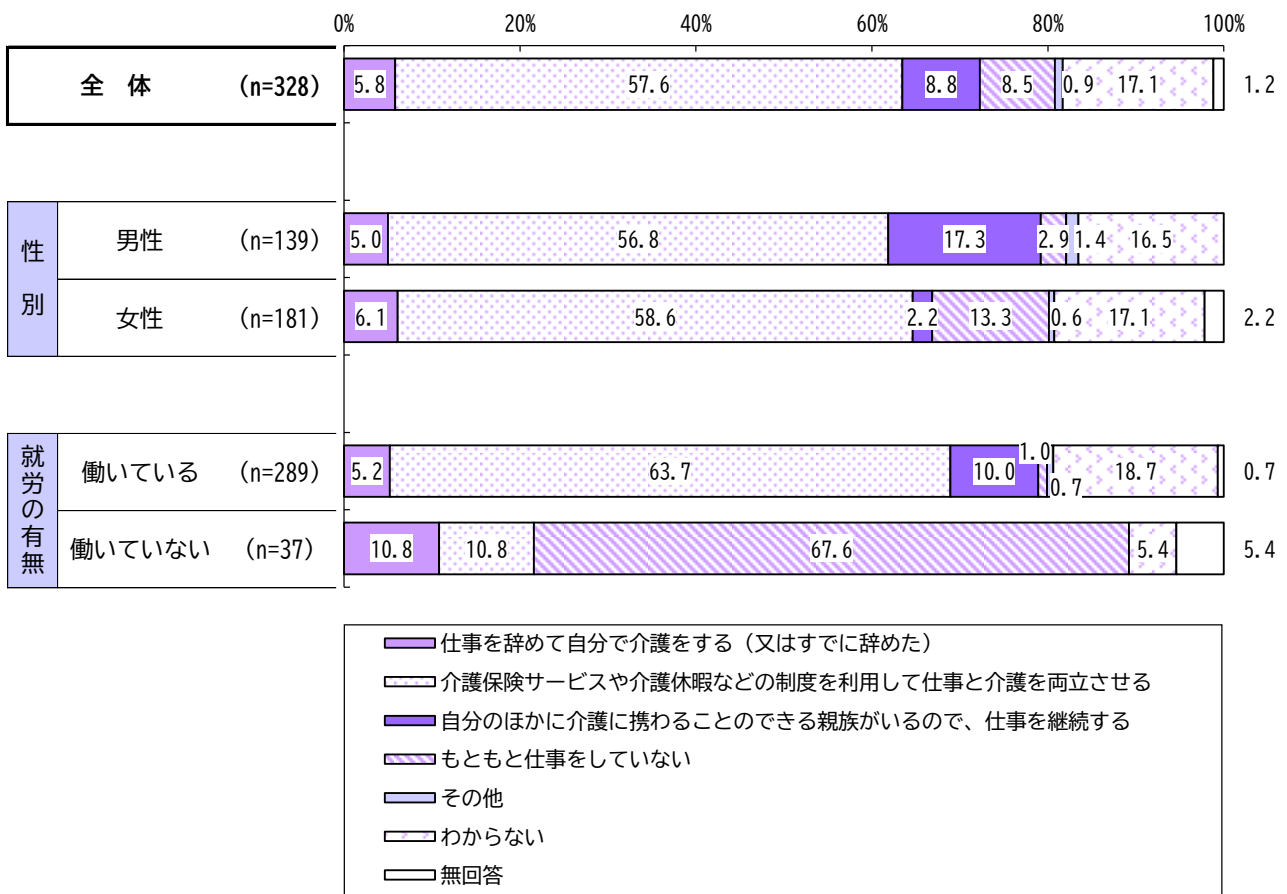 0% 20% 40% 60% 80% 100%
全 体 (n=328) 5.8 57.6 8.8 8.5 0.9 17.1 1.2
性別
男性 (n=139) 5.0 56.8 17.3 2.9 1.4 16.5
女性 (n=181) 6.1 58.6 2.2 13.3 0.6 17.1 2.2
就労の有無
働いている (n=289) 5.2 63.7 10.0 1.0 0.7 18.7 0.7
働いていない (n=37) 10.8 10.8 67.6 5.4 5.4
仕事を辞めて自分で介護をする（又はすでに辞めた）
介護保険サービスや介護休暇などの制度を利用して仕事と介護を両立させる
自分のほかに介護に携わることのできる親族がいるので、仕事を継続する
もともと仕事をしていない
その他
わからない
無回答